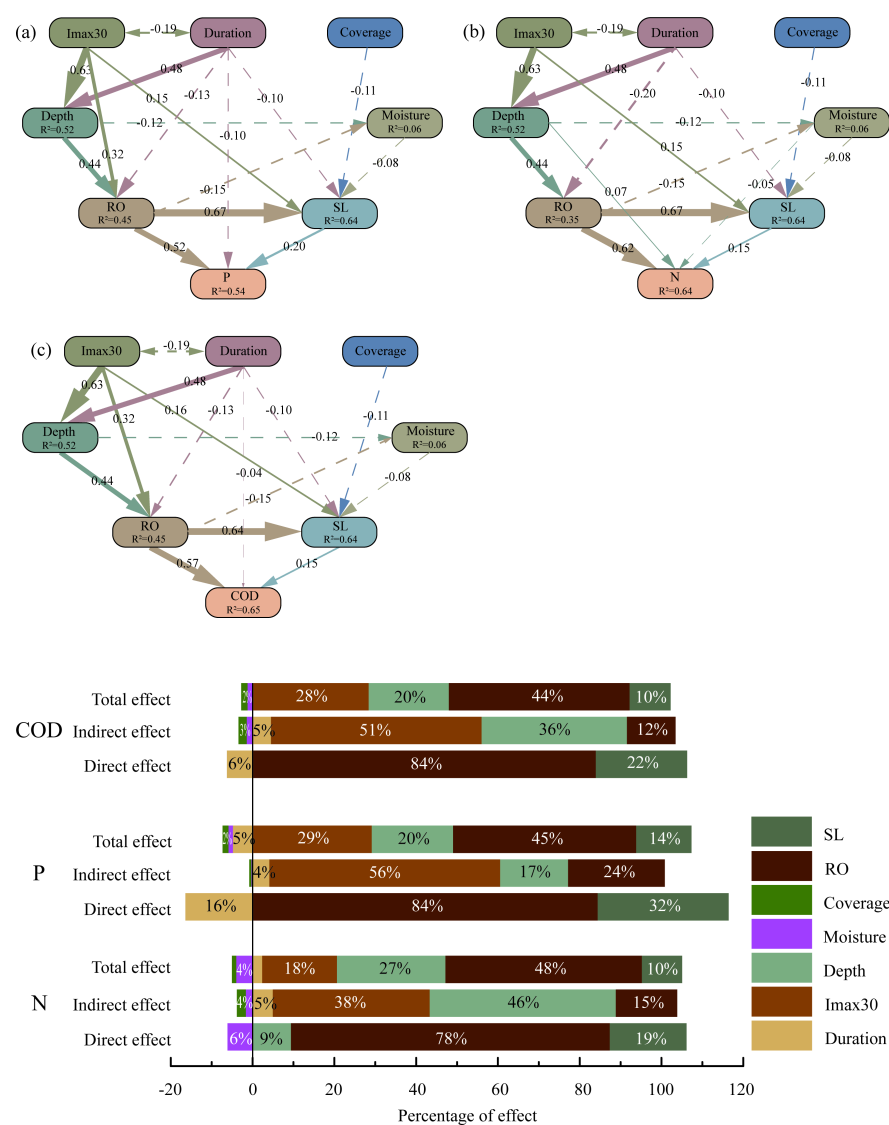 (a)
Imax30
-0.19
Duration
Coverage
0.63
0.48
0.15
-0.13
-0.10
-0.11
Depth
R²=0.52
-0.12
-0.10
Moisture
R²=0.06
0.44
0.32
-0.08
-0.15
RO
R²=0.45
0.67
SL
R²=0.64
0.52
0.20
P
R²=0.54
(b)
Imax30
-0.19
Duration
Coverage
0.63
0.48
-0.20
-0.10
-0.11
Depth
R²=0.52
-0.12
Moisture
R²=0.06
0.44
0.15
-0.08
0.07
-0.15
-0.05
RO
R²=0.35
0.67
SL
R²=0.64
0.62
0.15
N
R²=0.64
(c)
Imax30
-0.19
Duration
Coverage
0.63
0.48
0.16
-0.13
-0.10
-0.11
0.32
Depth
R²=0.52
-0.12
Moisture
R²=0.06
0.44
-0.04
-0.08
-0.15
RO
R²=0.45
0.64
SL
R²=0.64
0.57
0.15
COD
R²=0.65
COD
Total effect
2%
28%
20%
44%
10%
Indirect effect
3%
5%
51%
36%
12%
Direct effect
6%
84%
22%
P
Total effect
2%
5%
29%
20%
45%
14%
Indirect effect
4%
56%
17%
24%
Direct effect
16%
84%
32%
N
Total effect
4%
18%
27%
48%
10%
Indirect effect
4%
5%
38%
46%
15%
Direct effect
6%
9%
78%
19%
SL
RO
Coverage
Moisture
Depth
Imax30
Duration
-20
0
20
40
60
80
100
120
Percentage of effect